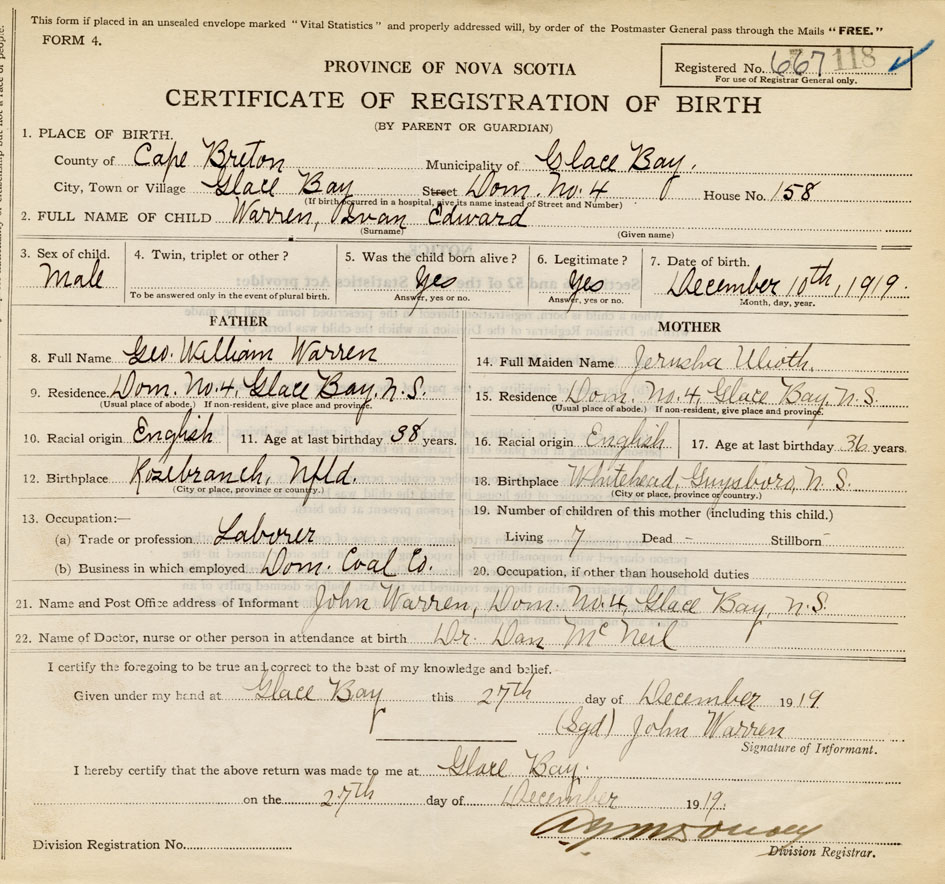 This form if placed in an unsealed envelope marked "Vital Statistics" and properly addressed will, by order of the Postmaster General pass through the Mails "FREE."
FORM 4.
Registered No. 667 118
For use of Registrar General only.
PROVINCE OF NOVA SCOTIA
CERTIFICATE OF REGISTRATION OF BIRTH
(BY PARENT OR GUARDIAN)
1. PLACE OF BIRTH.
County of Cape Breton Municipality of Glace Bay.
City, Town or Village Glace Bay Street Dom. No. 4 House No. 158
(If birth occurred in a hospital, give its name instead of Street and Number)
2. FULL NAME OF CHILD Warren, Ivan Edward
(Surname) (Given name)
3. Sex of child. 4. Twin, triplet or other? 5. Was the child born alive? 6. Legitimate? 7. Date of birth.
Male Yes Yes December 10th, 1919.
To be answered only in the event of plural birth. Answer, yes or no. Answer, yes or no. Month, day, year.
FATHER
8. Full Name Geo. William Warren
9. Residence. Dom. No. 4, Glace Bay, N.S.
(Usual place of abode.) If non-resident, give place and province.
10. Racial origin English 11. Age at last birthday 38 years.
12. Birthplace Rozebranch, Nfld.
(City or place, province or country.)
13. Occupation:—
(a) Trade or profession Laborer
(b) Business in which employed Dom. Coal Co.
MOTHER
14. Full Maiden Name Jerusha Ulioth.
15. Residence Dom. No. 4, Glace Bay, N.S.
(Usual place of abode.) If non-resident, give place and province.
16. Racial origin English 17. Age at last birthday 36 years.
18. Birthplace Whitehead, Guysboro, N.S.
(City or place, province or country.)
19. Number of children of this mother (including this child.)
Living 7 Dead - Stillborn -
20. Occupation, if other than household duties
21. Name and Post Office address of Informant John Warren, Dom. No. 4, Glace Bay, N.S.
22. Name of Doctor, nurse or other person in attendance at birth Dr. Dan McNeil
I certify the foregoing to be true and correct to the best of my knowledge and belief.
Given under my hand at Glace Bay this 27th day of December 1919
(Sgd) John Warren
Signature of Informant.
I hereby certify that the above return was made to me at Glace Bay.
on the 27th day of December 1919.
Division Registration No.
Division Registrar.